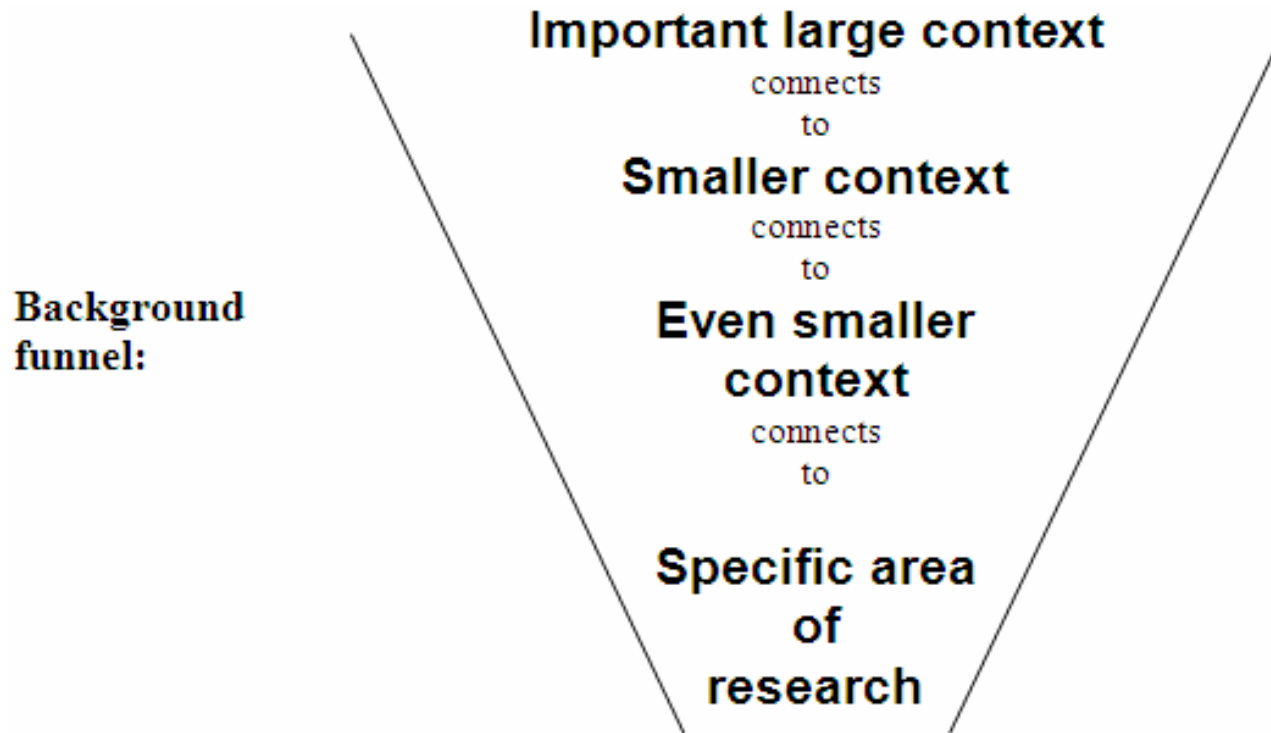 Important large context
connects
to
Smaller context
connects
to
Background
funnel:
Even smaller
context
connects
to
Specific area
of
research